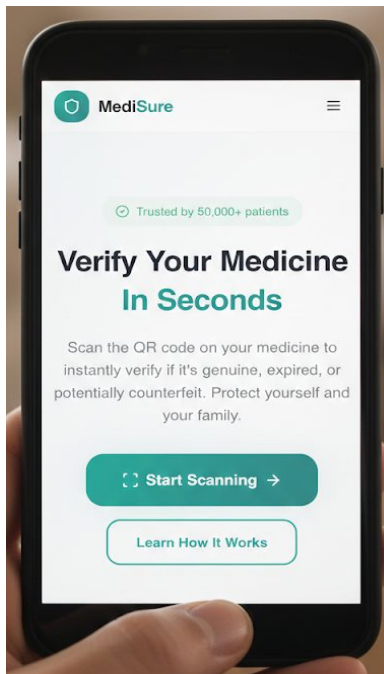 MediSure
Trusted by 50,000+ patients
Verify Your Medicine
In Seconds
Scan the QR code on your medicine to
instantly verify if it's genuine, expired, or
potentially counterfeit. Protect yourself and
your family.
Start Scanning →
Learn How It Works